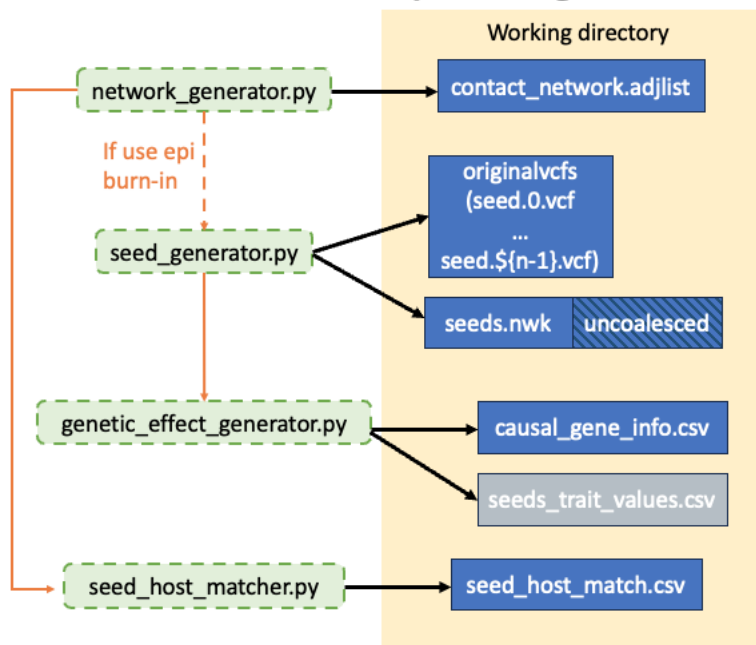 Working directory
network_generator.py
contact_network.adjlist
If use epi
burn-in
originalvcfs
(seed.0.vcf
...
seed.${n-1}.vcf)
seed_generator.py
seeds.nwk
uncoalesced
genetic_effect_generator.py
causal_gene_info.csv
seeds_trait_values.csv
seed_host_matcher.py
seed_host_match.csv